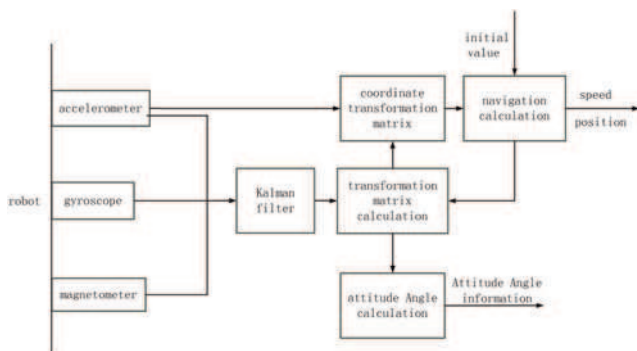 initial
value
accelerometer
coordinate
transformation
matrix
navigation
calculation
speed
position
robot
gyroscope
Kalman
filter
transformation
matrix
calculation
magnetometer
attitude Angle
calculation
Attitude Angle
information